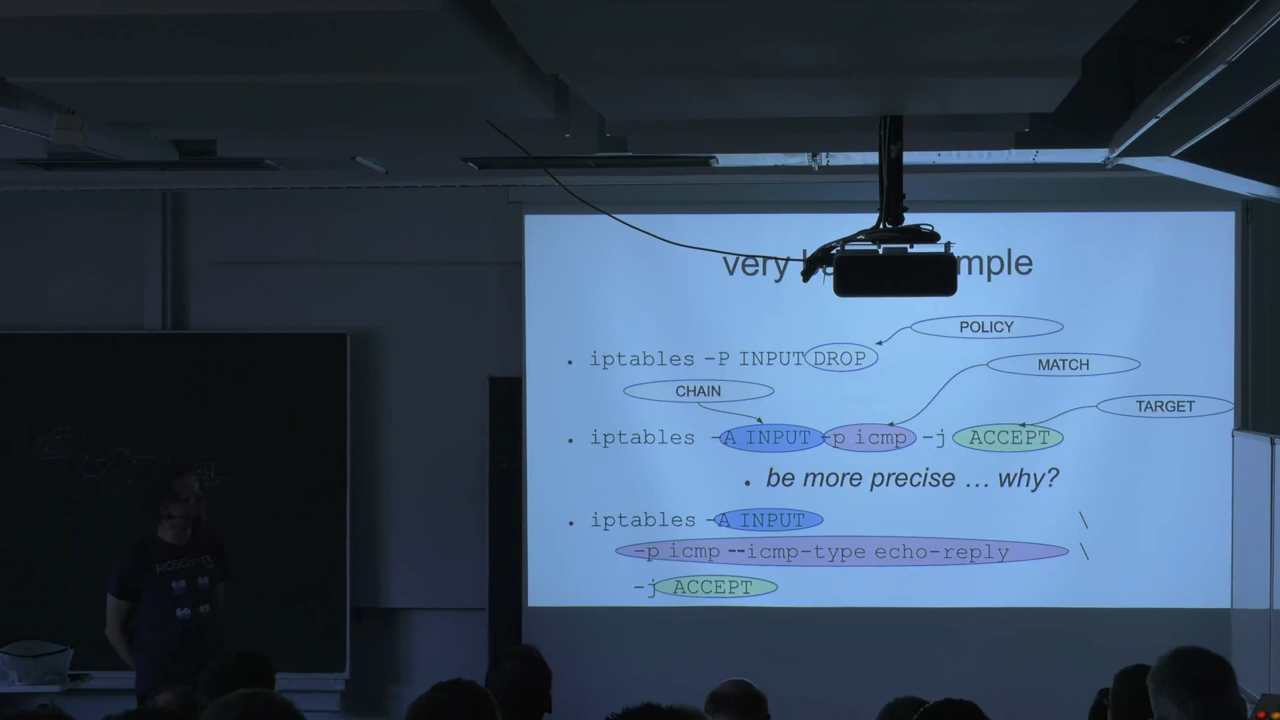 very mple
POLICY
• iptables -P INPUT DROP
MATCH
CHAIN
TARGET
• iptables -A INPUT -p icmp -j ACCEPT
• be more precise … why?
• iptables -A INPUT \
-p icmp --icmp-type echo-reply \
-j ACCEPT